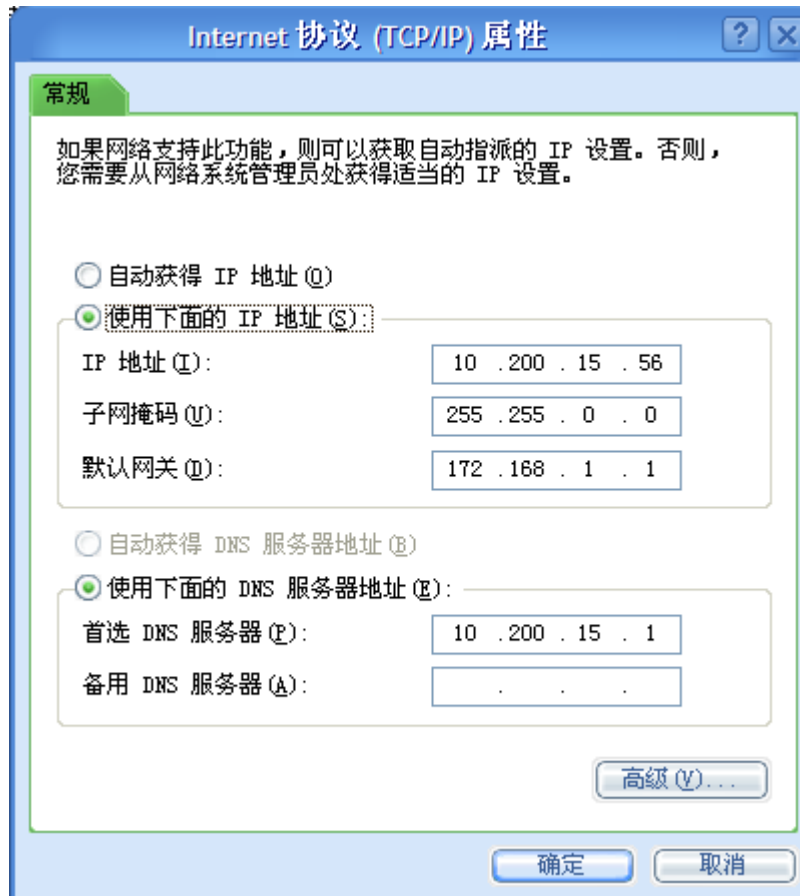 Internet 协议 (TCP/IP) 属性
常规
如果网络支持此功能,则可以获取自动指派的 IP 设置。否则,
您需要从网络系统管理员处获得适当的 IP 设置。
自动获得 IP 地址(O)
使用下面的 IP 地址(S):
IP 地址(I): 10 .200 . 15 . 56
子网掩码(U): 255 .255 . 0 . 0
默认网关(D): 172 .168 . 1 . 1
自动获得 DNS 服务器地址(B)
使用下面的 DNS 服务器地址(E):
首选 DNS 服务器(P): 10 .200 . 15 . 1
备用 DNS 服务器(A): . . .
高级(V)...
确定 取消